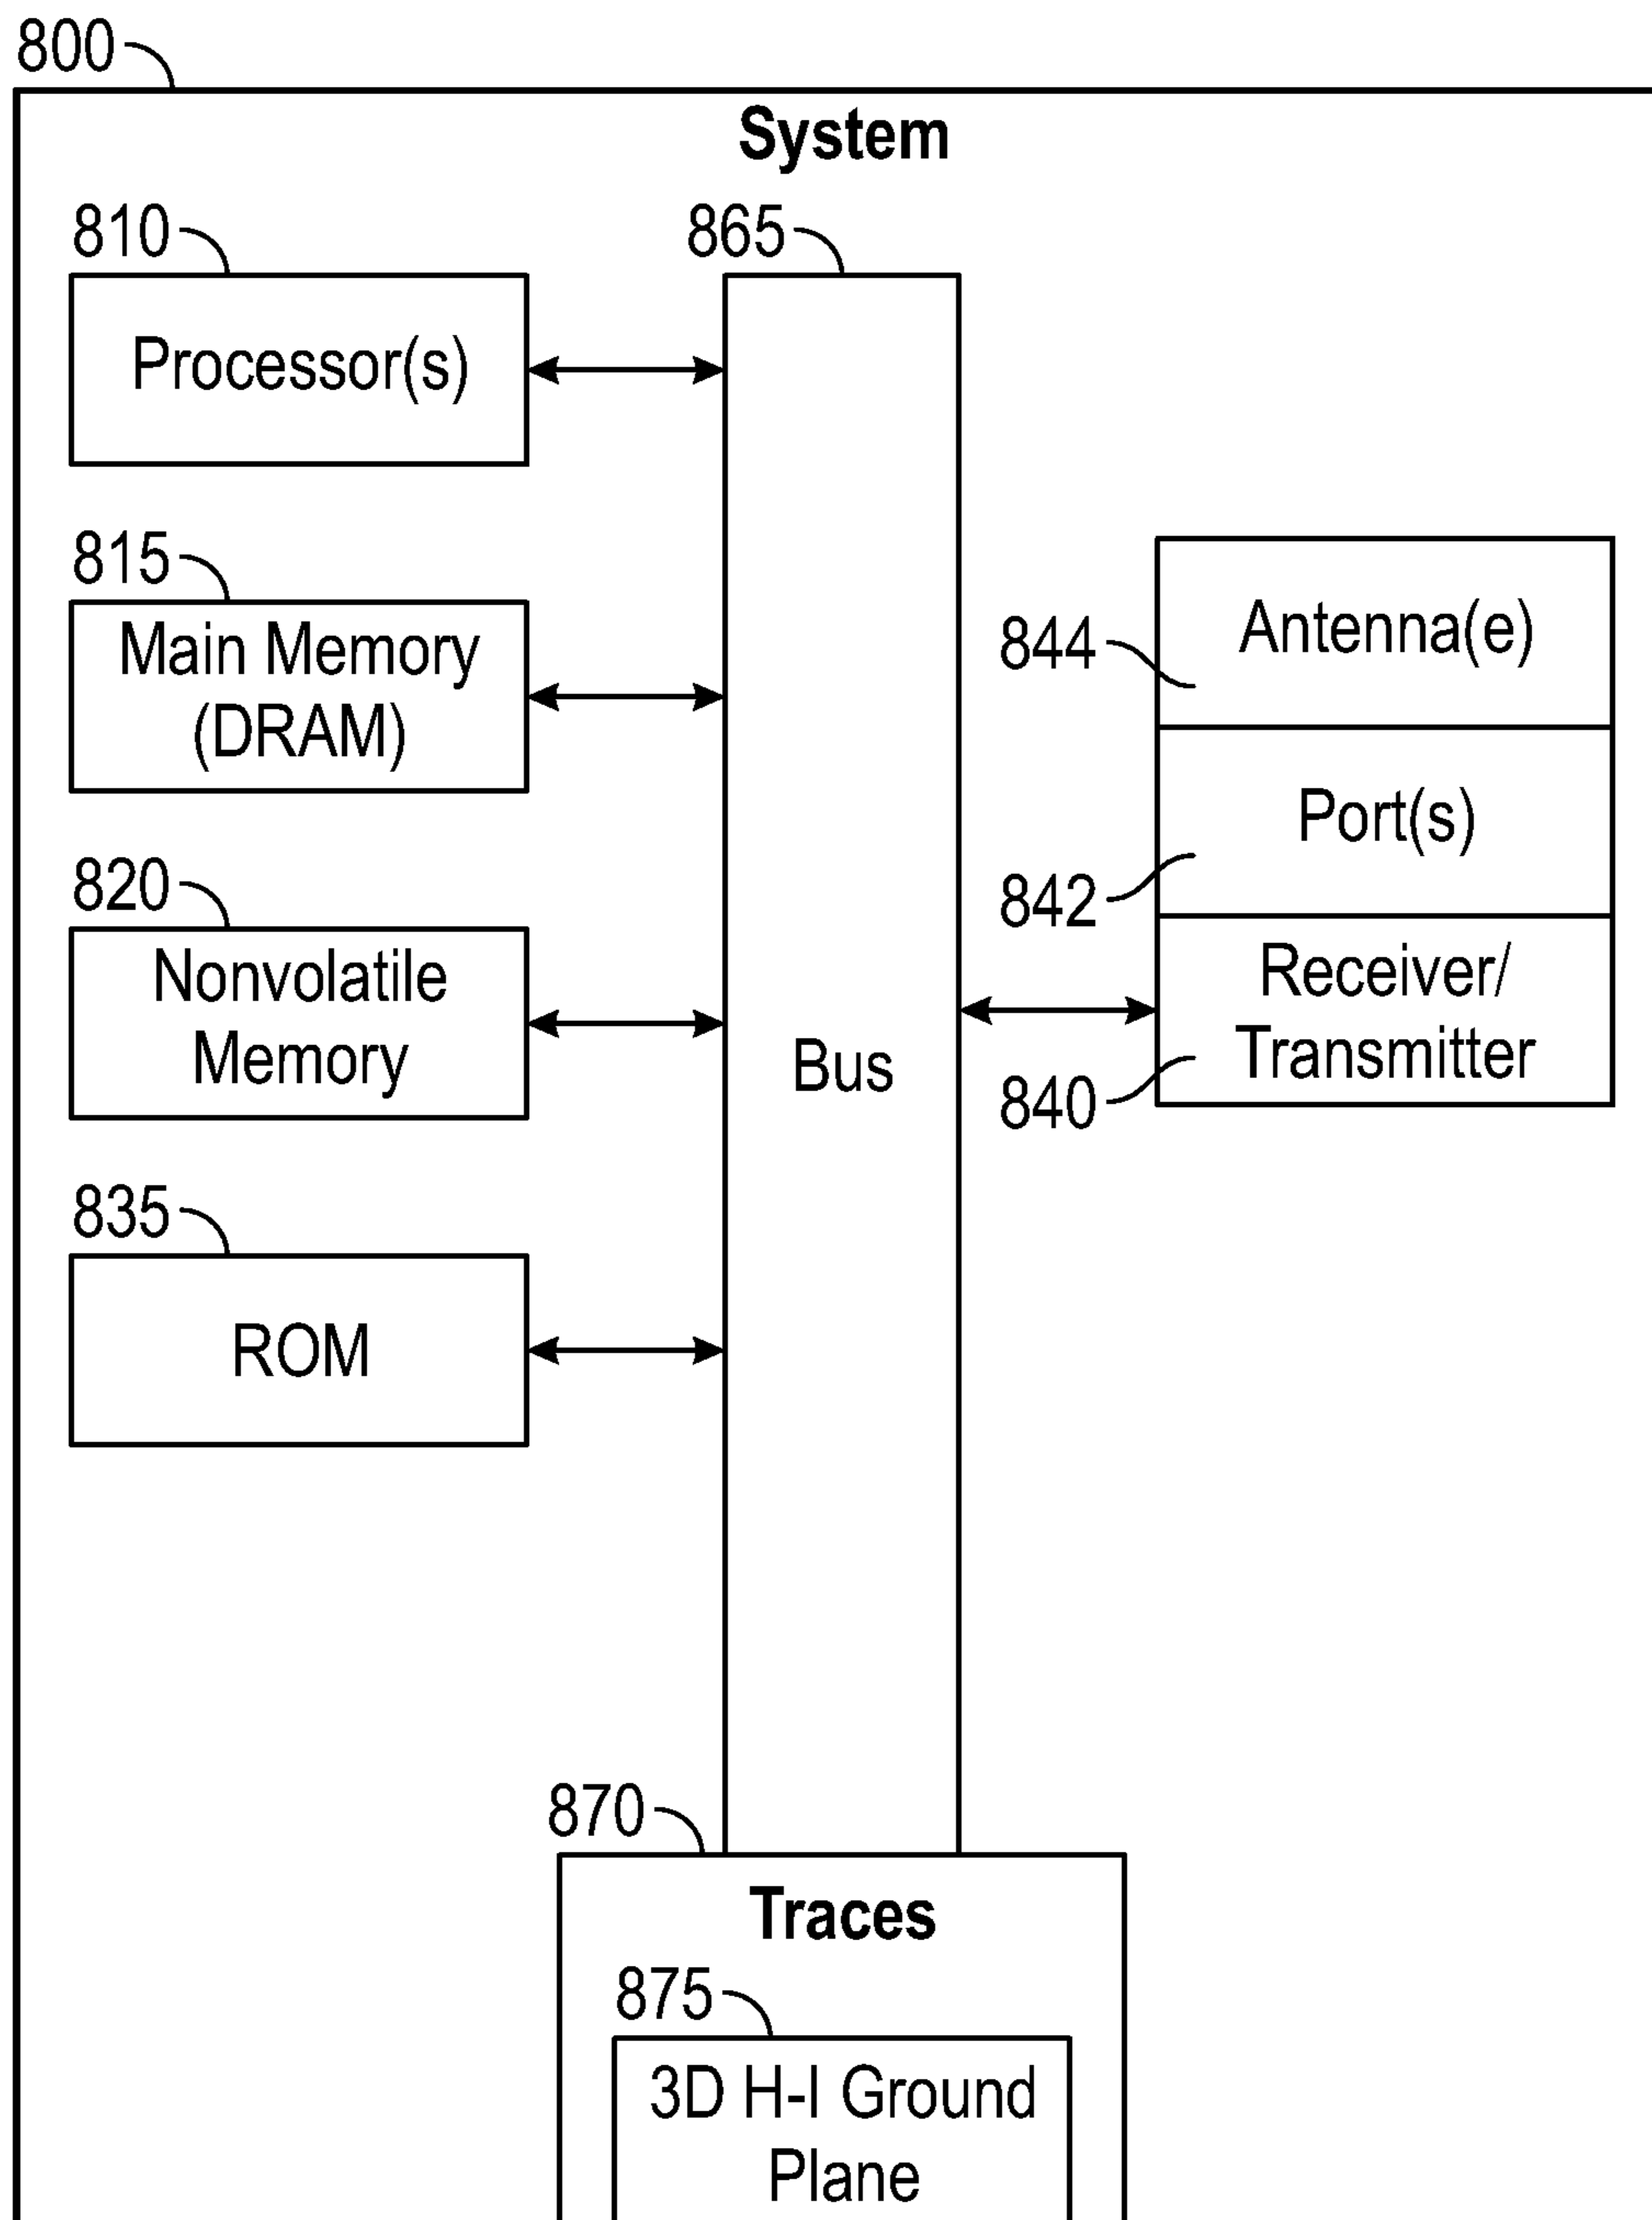 800
System
810
865
Processor(s)
815
Main Memory
(DRAM)
844
Antenna(e)
Port(s)
820
842
Nonvolatile
Memory
Receiver/
Transmitter
Bus
840
835
ROM
870
Traces
875
3D H-I Ground
Plane